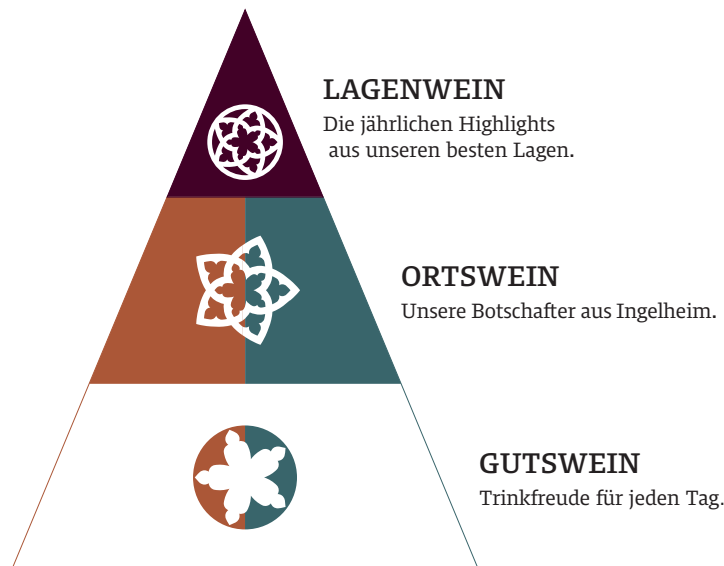 LAGENWEIN
Die jährlichen Highlights
aus unseren besten Lagen.
ORTSWEIN
Unsere Botschafter aus Ingelheim.
GUTSWEIN
Trinkfreude für jeden Tag.